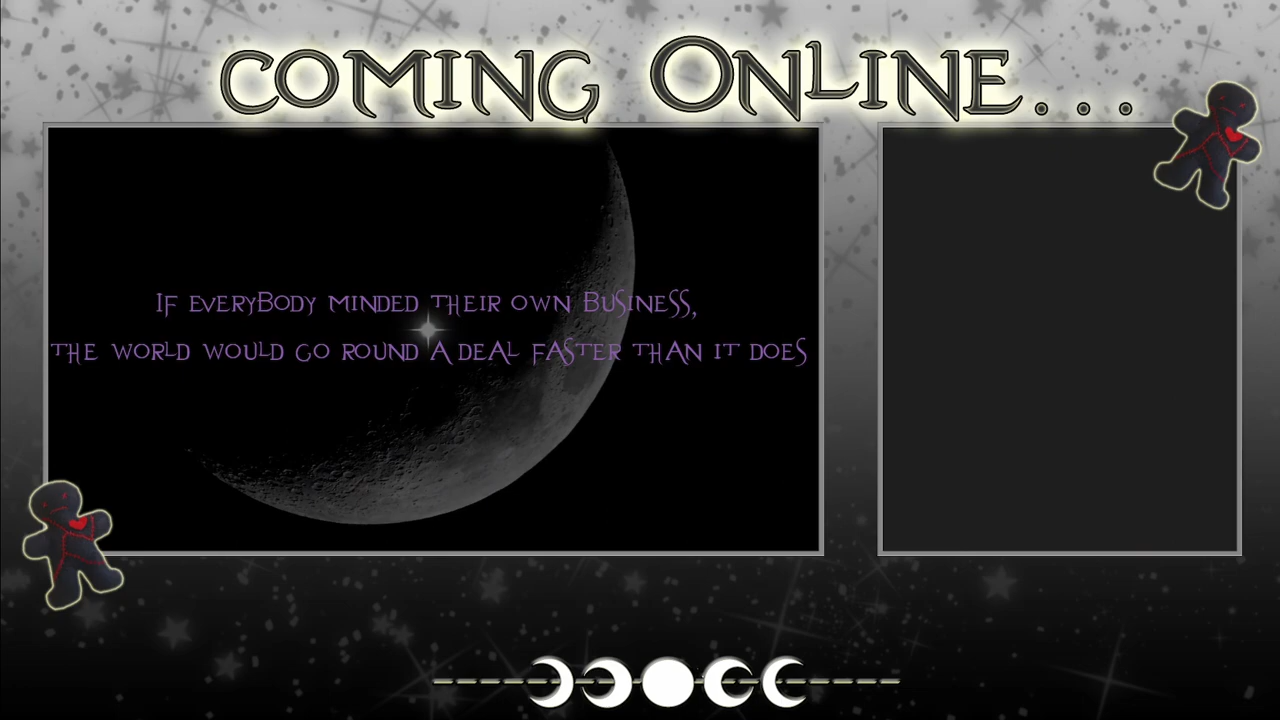 Coming Online...
If everybody minded their own business,
the world would go round a deal faster than it does